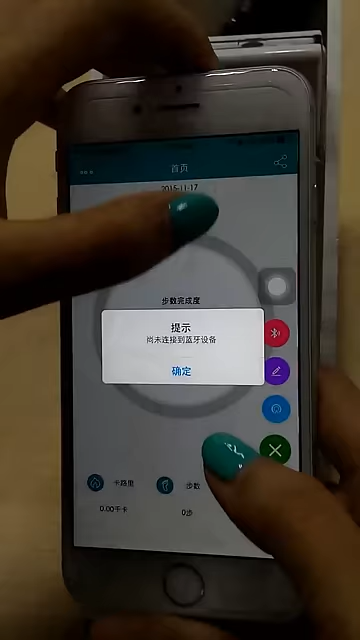 首页
2015-11-17
步数完成度
提示
尚未连接到蓝牙设备
确定
卡路里
步数
0.00千卡
0步